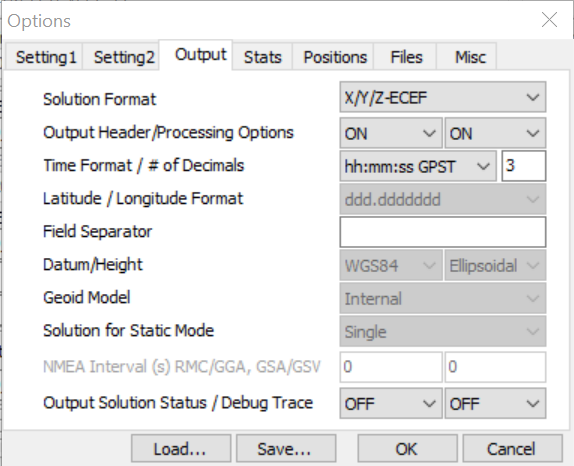 Options
Setting1 Setting2 Output Stats Positions Files Misc
Solution Format X/Y/Z-ECEF
Output Header/Processing Options ON ON
Time Format / # of Decimals hh:mm:ss GPST 3
Latitude / Longitude Format ddd.ddddddd
Field Separator
Datum/Height WGS84 Ellipsoidal
Geoid Model Internal
Solution for Static Mode Single
NMEA Interval (s) RMC/GGA, GSA/GSV 0 0
Output Solution Status / Debug Trace OFF OFF
Load... Save... OK Cancel